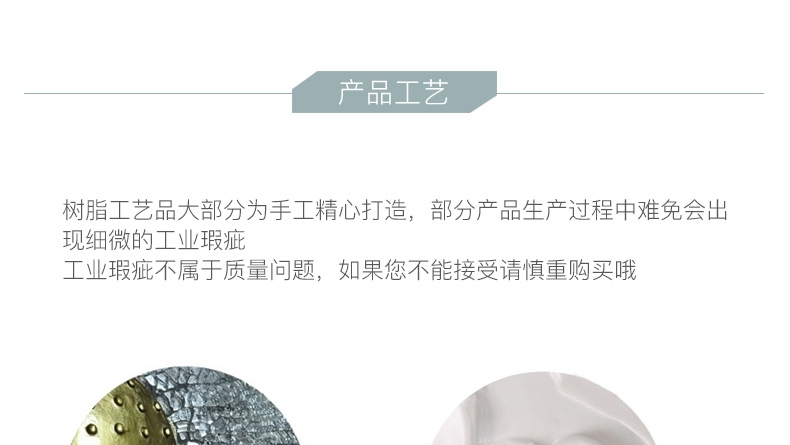 产品工艺
树脂工艺品大部分为手工精心打造，部分产品生产过程中难免会出
现细微的工业瑕疵
工业瑕疵不属于质量问题，如果您不能接受请慎重购买哦